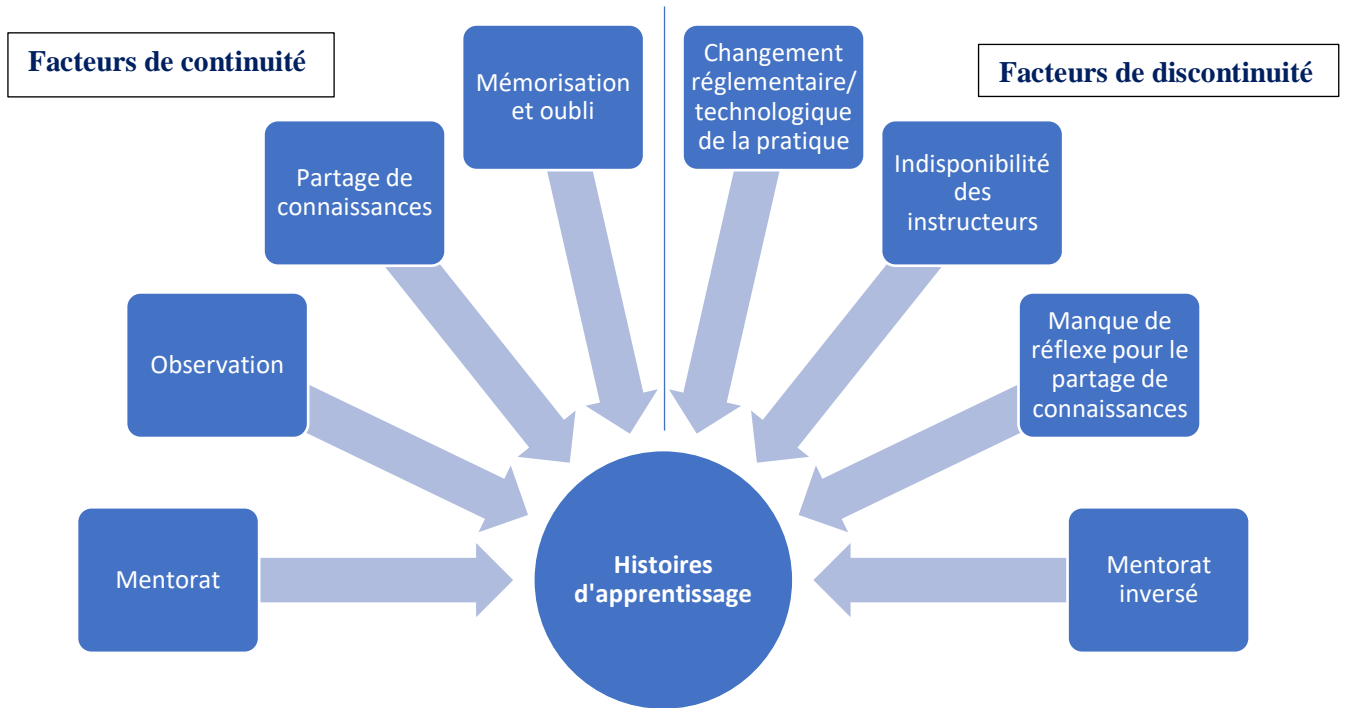 Facteurs de continuité
Facteurs de discontinuité
Mémorisation
et oubli
Changement
réglementaire/
technologique
de la pratique
Partage de
connaissances
Indisponibilité
des
instructeurs
Observation
Manque de
réflexe pour le
partage de
connaissances
Mentorat
Histoires
d'apprentissage
Mentorat
inversé